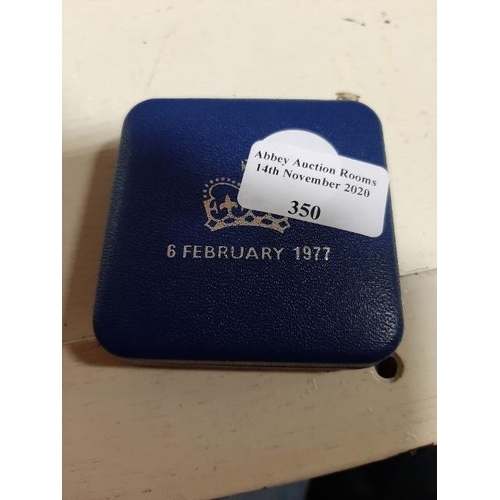 Abbey Auction Rooms
14th November 2020
350
6 FEBRUARY 1977